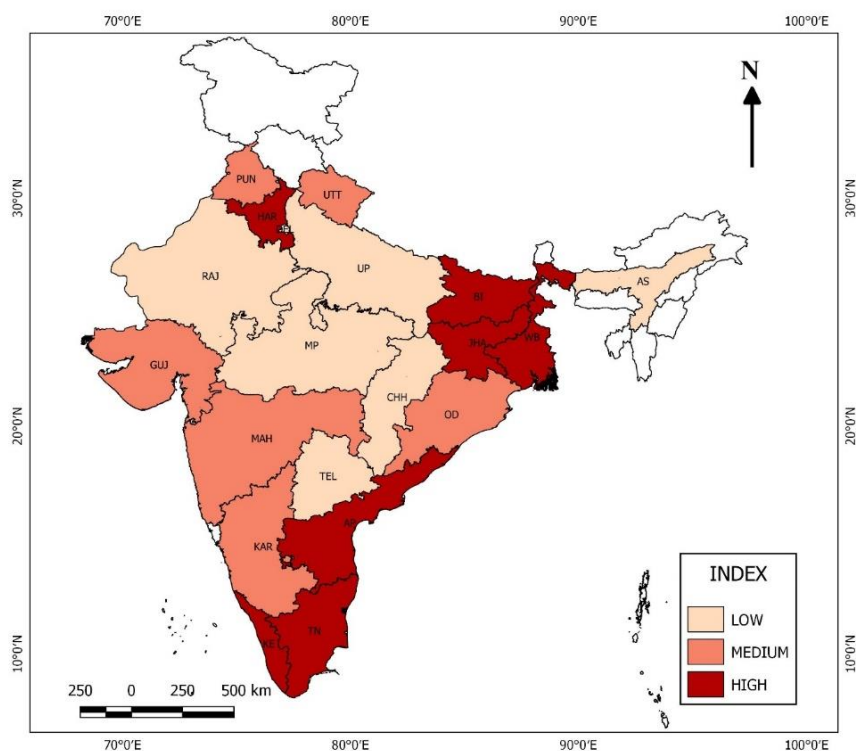 70°0'E 80°0'E 90°0'E 100°0'E
N
30°0'N 30°0'N
PUN
UTT
HAR
RAJ
UP
AS
BI
MP
JHA
WB
GUJ
CHH
20°0'N 20°0'N
OD
MAH
TEL
AP
KAR
INDEX
LOW
TN
MEDIUM
KE
10°0'N 10°0'N
HIGH
250 0 250 500 km
70°0'E 80°0'E 90°0'E 100°0'E